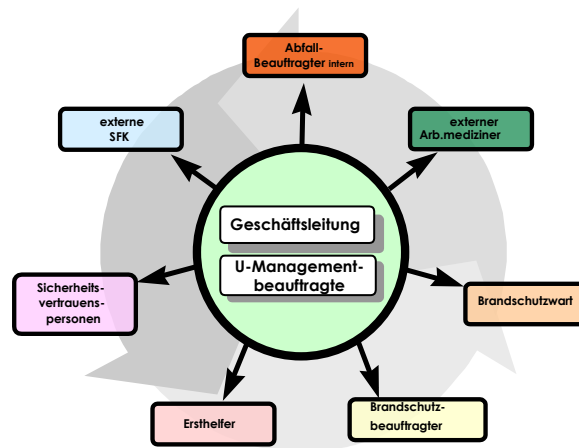 Abfall-
Beauftragter intern
externe
SFK
externer
Arb.mediziner
Geschäftsleitung
U-Management-
beauftragte
Sicherheits-
vertrauens-
personen
Brandschutzwart
Ersthelfer
Brandschutz-
beauftragter